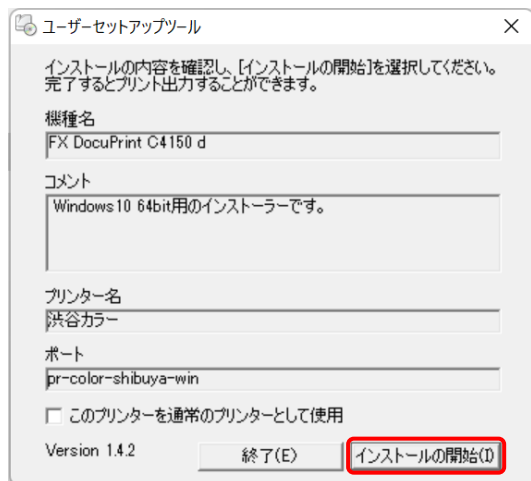 ユーザーセットアップツール
インストールの内容を確認し、[インストールの開始]を選択してください。
完了するとプリント出力することができます。
機種名
FX DocuPrint C4150 d
コメント
Windows10 64bit用のインストーラーです。
プリンター名
渋谷カラー
ポート
pr-color-shibuya-win
このプリンターを通常のプリンターとして使用
Version 1.4.2
終了(E)
インストールの開始(I)